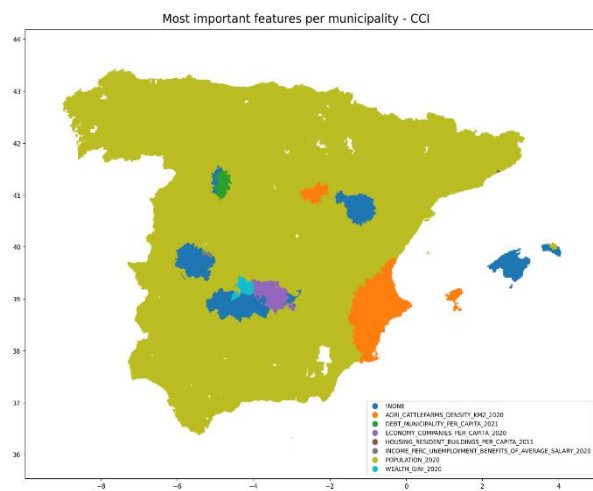 Most important features per municipality - CCI
44
43
42
41
40
39
38
37
36
−8
−6
−4
−2
0
2
4
!NONE
AGRI_CATTLEFARMS_DENSITY_KM2_2020
DEBT_MUNICIPALITY_PER_CAPITA_2021
ECONOMY_COMPANIES_PER_CAPITA_2020
HOUSING_RESIDENT_BUILDINGS_PER_CAPITA_2011
INCOME_PERC_UNEMPLOYMENT_BENEFITS_OF_AVERAGE_SALARY_2020
POPULATION_2020
WEALTH_GINI_2020